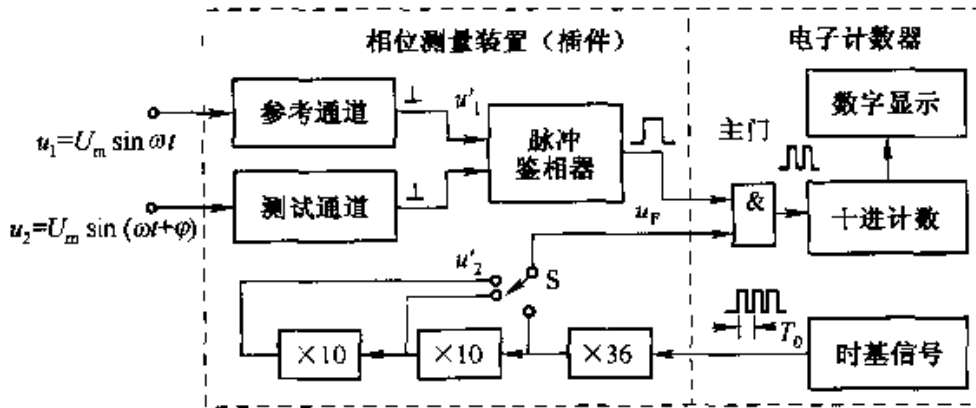 相位测量装置（插件）
电子计数器
参考通道
u'₁
脉冲
鉴相器
主门
数字显示
u₁=Uₘ sin ωt
测试通道
u₂=Uₘ sin (ωt+φ)
u_F
&
十进计数
u'₂
S
×10
×10
×36
T₀
时基信号